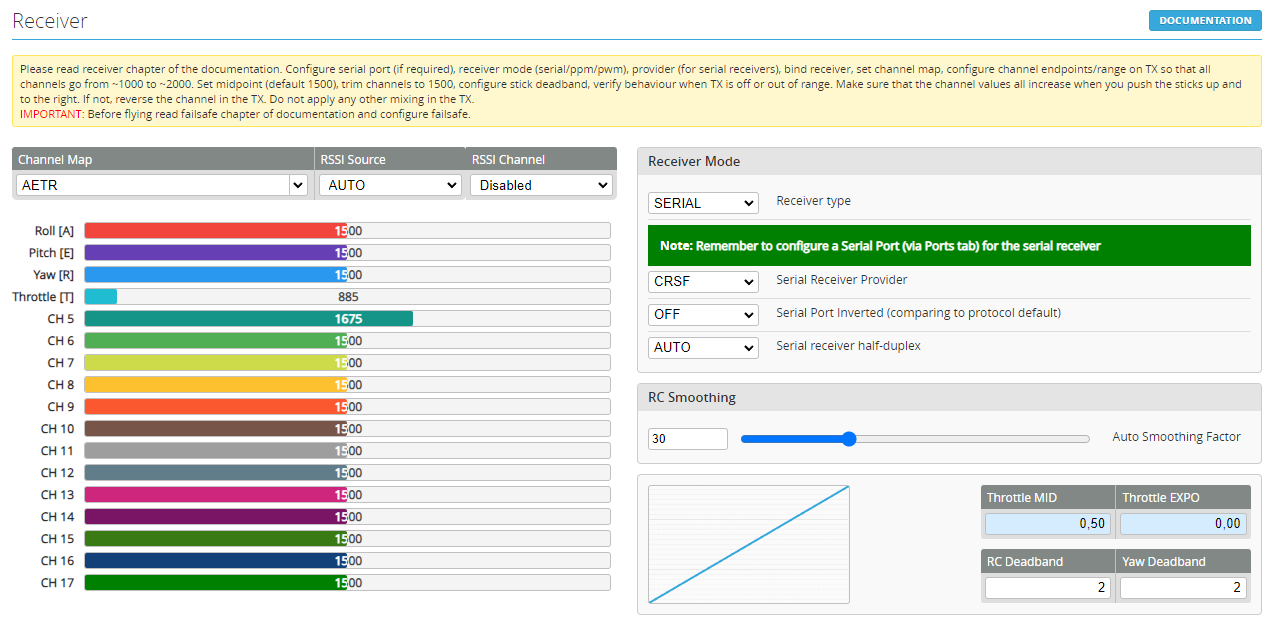 Receiver
DOCUMENTATION
Please read receiver chapter of the documentation. Configure serial port (if required), receiver mode (serial/ppm/pwm), provider (for serial receivers), bind receiver, set channel map, configure channel endpoints/range on TX so that all
channels go from ~1000 to ~2000. Set midpoint (default 1500), trim channels to 1500, configure stick deadband, verify behaviour when TX is off or out of range. Make sure that the channel values all increase when you push the sticks up and
to the right. If not, reverse the channel in the TX. Do not apply any other mixing in the TX.
IMPORTANT: Before flying read failsafe chapter of documentation and configure failsafe.
Channel Map RSSI Source RSSI Channel
AETR AUTO Disabled
Roll [A] 1500
Pitch [E] 1500
Yaw [R] 1500
Throttle [T] 885
CH 5 1675
CH 6 1500
CH 7 1500
CH 8 1500
CH 9 1500
CH 10 1500
CH 11 1500
CH 12 1500
CH 13 1500
CH 14 1500
CH 15 1500
CH 16 1500
CH 17 1500
Receiver Mode
SERIAL Receiver type
Note: Remember to configure a Serial Port (via Ports tab) for the serial receiver
CRSF Serial Receiver Provider
OFF Serial Port Inverted (comparing to protocol default)
AUTO Serial receiver half-duplex
RC Smoothing
30 Auto Smoothing Factor
Throttle MID Throttle EXPO
0,50 0,00
RC Deadband Yaw Deadband
2 2